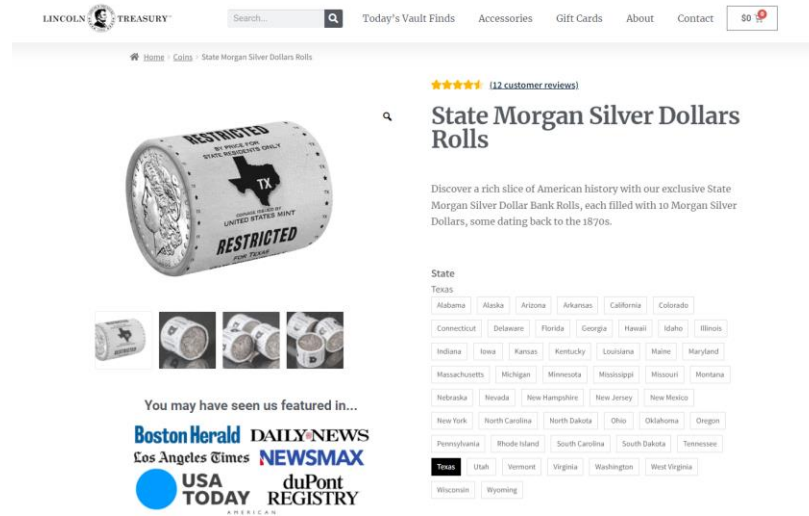 LINCOLN TREASURY
Search...
Today's Vault Finds
Accessories
Gift Cards
About
Contact
$0
0
Home › Coins › State Morgan Silver Dollars Rolls
(12 customer reviews)
State Morgan Silver Dollars
Rolls
Discover a rich slice of American history with our exclusive State
Morgan Silver Dollar Bank Rolls, each filled with 10 Morgan Silver
Dollars, some dating back to the 1870s.
RESTRICTED
BY PRICE FOR
STATE RESIDENTS ONLY
TX
UNITED STATES MINT
RESTRICTED
FOR TEXAS
State
Texas
Alabama Alaska Arizona Arkansas California Colorado
Connecticut Delaware Florida Georgia Hawaii Idaho Illinois
Indiana Iowa Kansas Kentucky Louisiana Maine Maryland
Massachusetts Michigan Minnesota Mississippi Missouri Montana
Nebraska Nevada New Hampshire New Jersey New Mexico
New York North Carolina North Dakota Ohio Oklahoma Oregon
Pennsylvania Rhode Island South Carolina South Dakota Tennessee
Texas Utah Vermont Virginia Washington West Virginia
Wisconsin Wyoming
RESTRICTED
You may have seen us featured in...
Boston Herald DAILY NEWS
Los Angeles Times NEWSMAX
USA TODAY
duPont REGISTRY
AMERICAN